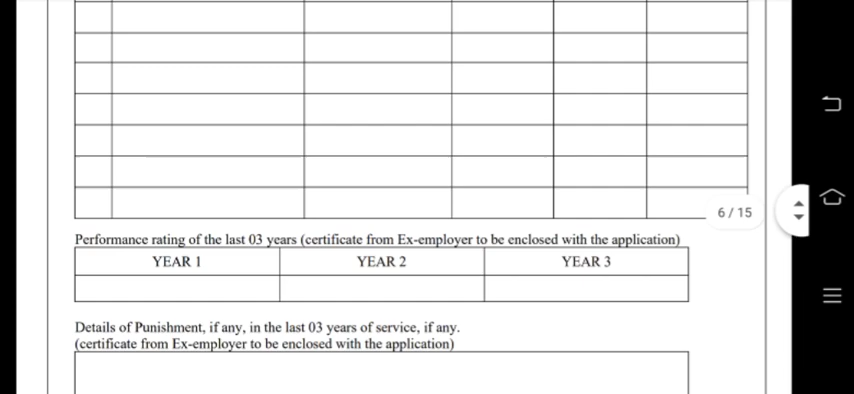 6 / 15
Performance rating of the last 03 years (certificate from Ex-employer to be enclosed with the application)
YEAR 1 YEAR 2 YEAR 3
Details of Punishment, if any, in the last 03 years of service, if any.
(certificate from Ex-employer to be enclosed with the application)